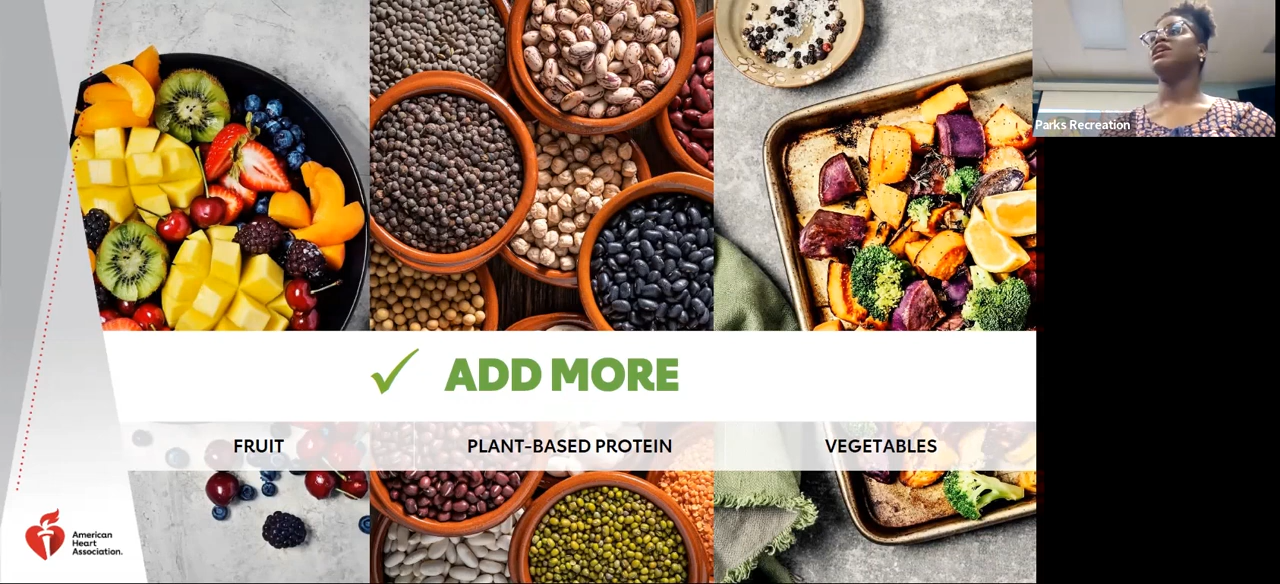 Parks Recreation
ADD MORE
FRUIT
PLANT-BASED PROTEIN
VEGETABLES
American
Heart
Association.